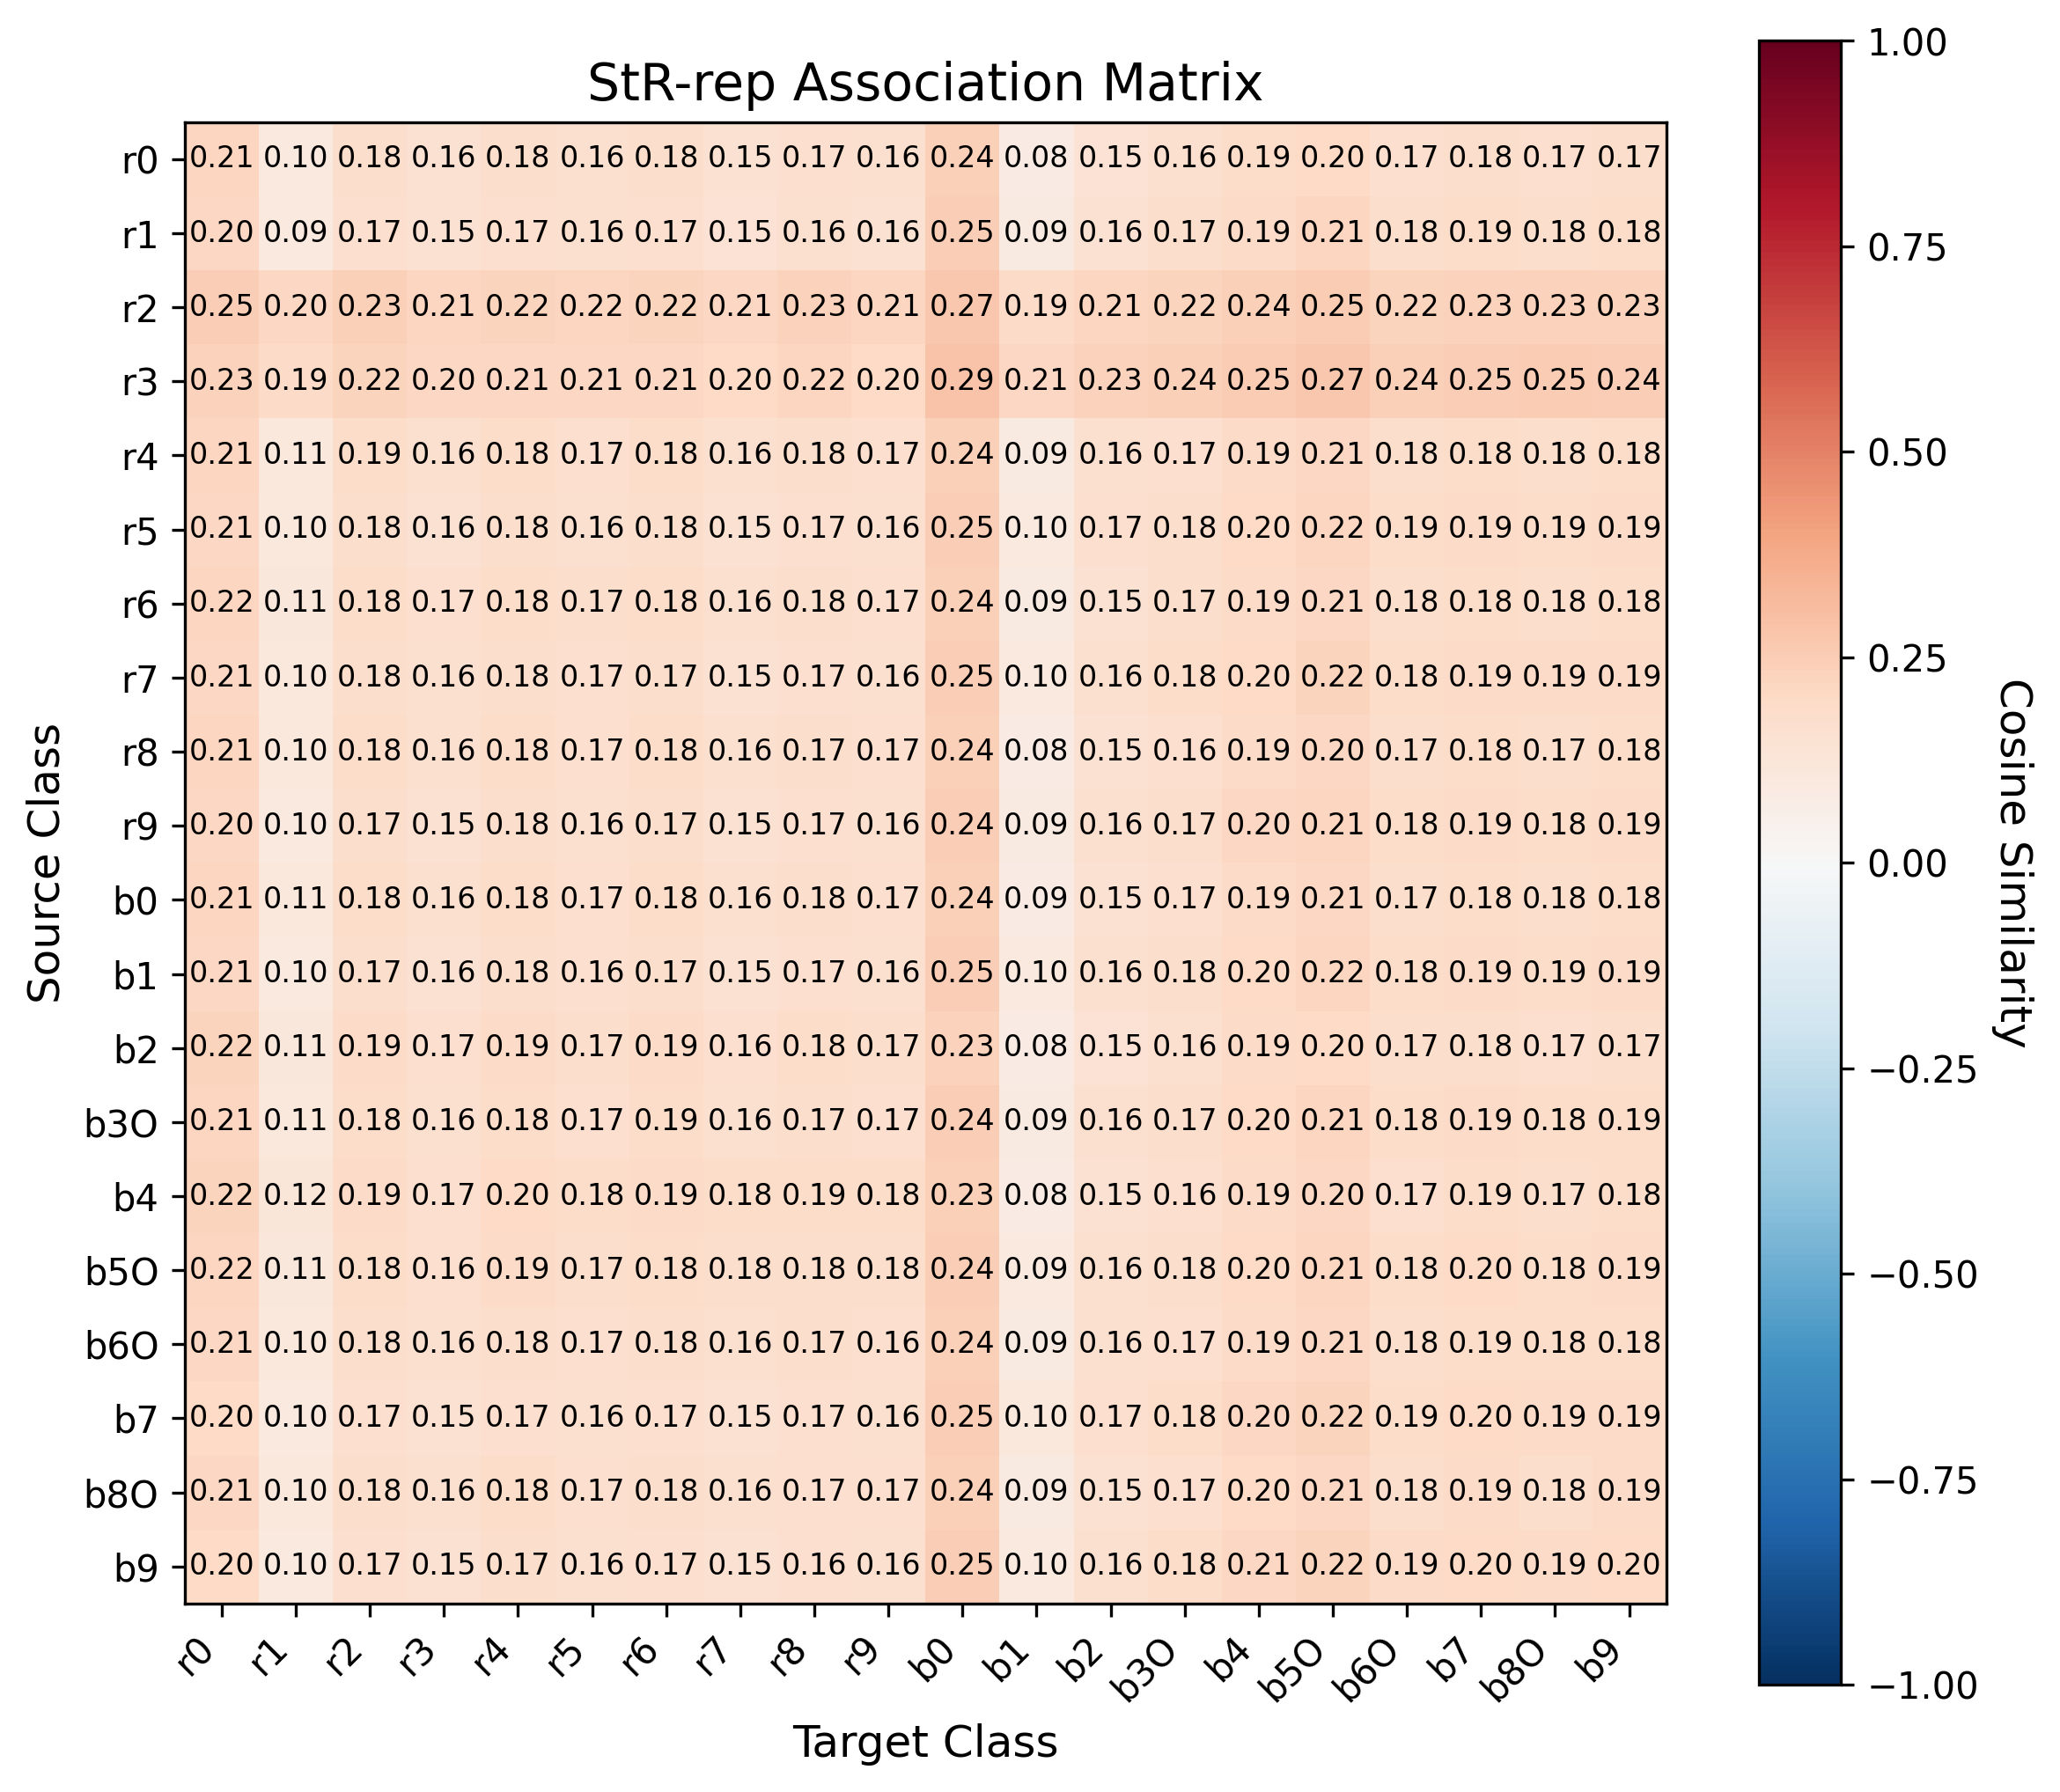 StR-rep Association Matrix
r0 0.21 0.10 0.18 0.16 0.18 0.16 0.18 0.15 0.17 0.16 0.24 0.08 0.15 0.16 0.19 0.20 0.17 0.18 0.17 0.17
r1 0.20 0.09 0.17 0.15 0.17 0.16 0.17 0.15 0.16 0.16 0.25 0.09 0.16 0.17 0.19 0.21 0.18 0.19 0.18 0.18
r2 0.25 0.20 0.23 0.21 0.22 0.22 0.22 0.21 0.23 0.21 0.27 0.19 0.21 0.22 0.24 0.25 0.22 0.23 0.23 0.23
r3 0.23 0.19 0.22 0.20 0.21 0.21 0.21 0.20 0.22 0.20 0.29 0.21 0.23 0.24 0.25 0.27 0.24 0.25 0.25 0.24
r4 0.21 0.11 0.19 0.16 0.18 0.17 0.18 0.16 0.18 0.17 0.24 0.09 0.16 0.17 0.19 0.21 0.18 0.18 0.18 0.18
r5 0.21 0.10 0.18 0.16 0.18 0.16 0.18 0.15 0.17 0.16 0.25 0.10 0.17 0.18 0.20 0.22 0.19 0.19 0.19 0.19
r6 0.22 0.11 0.18 0.17 0.18 0.17 0.18 0.16 0.18 0.17 0.24 0.09 0.15 0.17 0.19 0.21 0.18 0.18 0.18 0.18
r7 0.21 0.10 0.18 0.16 0.18 0.17 0.17 0.15 0.17 0.16 0.25 0.10 0.16 0.18 0.20 0.22 0.18 0.19 0.19 0.19
r8 0.21 0.10 0.18 0.16 0.18 0.17 0.18 0.16 0.17 0.17 0.24 0.08 0.15 0.16 0.19 0.20 0.17 0.18 0.17 0.18
r9 0.20 0.10 0.17 0.15 0.18 0.16 0.17 0.15 0.17 0.16 0.24 0.09 0.16 0.17 0.20 0.21 0.18 0.19 0.18 0.19
b0 0.21 0.11 0.18 0.16 0.18 0.17 0.18 0.16 0.18 0.17 0.24 0.09 0.15 0.17 0.19 0.21 0.17 0.18 0.18 0.18
b1 0.21 0.10 0.17 0.16 0.18 0.16 0.17 0.15 0.17 0.16 0.25 0.10 0.16 0.18 0.20 0.22 0.18 0.19 0.19 0.19
b2 0.22 0.11 0.19 0.17 0.19 0.17 0.19 0.16 0.18 0.17 0.23 0.08 0.15 0.16 0.19 0.20 0.17 0.18 0.17 0.17
b3O 0.21 0.11 0.18 0.16 0.18 0.17 0.19 0.16 0.17 0.17 0.24 0.09 0.16 0.17 0.20 0.21 0.18 0.19 0.18 0.19
b4 0.22 0.12 0.19 0.17 0.20 0.18 0.19 0.18 0.19 0.18 0.23 0.08 0.15 0.16 0.19 0.20 0.17 0.19 0.17 0.18
b5O 0.22 0.11 0.18 0.16 0.19 0.17 0.18 0.18 0.18 0.18 0.24 0.09 0.16 0.18 0.20 0.21 0.18 0.20 0.18 0.19
b6O 0.21 0.10 0.18 0.16 0.18 0.17 0.18 0.16 0.17 0.16 0.24 0.09 0.16 0.17 0.19 0.21 0.18 0.19 0.18 0.18
b7 0.20 0.10 0.17 0.15 0.17 0.16 0.17 0.15 0.17 0.16 0.25 0.10 0.17 0.18 0.20 0.22 0.19 0.20 0.19 0.19
b8O 0.21 0.10 0.18 0.16 0.18 0.17 0.18 0.16 0.17 0.17 0.24 0.09 0.15 0.17 0.20 0.21 0.18 0.19 0.18 0.19
b9 0.20 0.10 0.17 0.15 0.17 0.16 0.17 0.15 0.16 0.16 0.25 0.10 0.16 0.18 0.21 0.22 0.19 0.20 0.19 0.20
r0 r1 r2 r3 r4 r5 r6 r7 r8 r9 b0 b1 b2 b3O b4 b5O b6O b7 b8O b9
Target Class
Source Class
1.00
0.75
0.50
0.25
0.00
−0.25
−0.50
−0.75
−1.00
Cosine Similarity